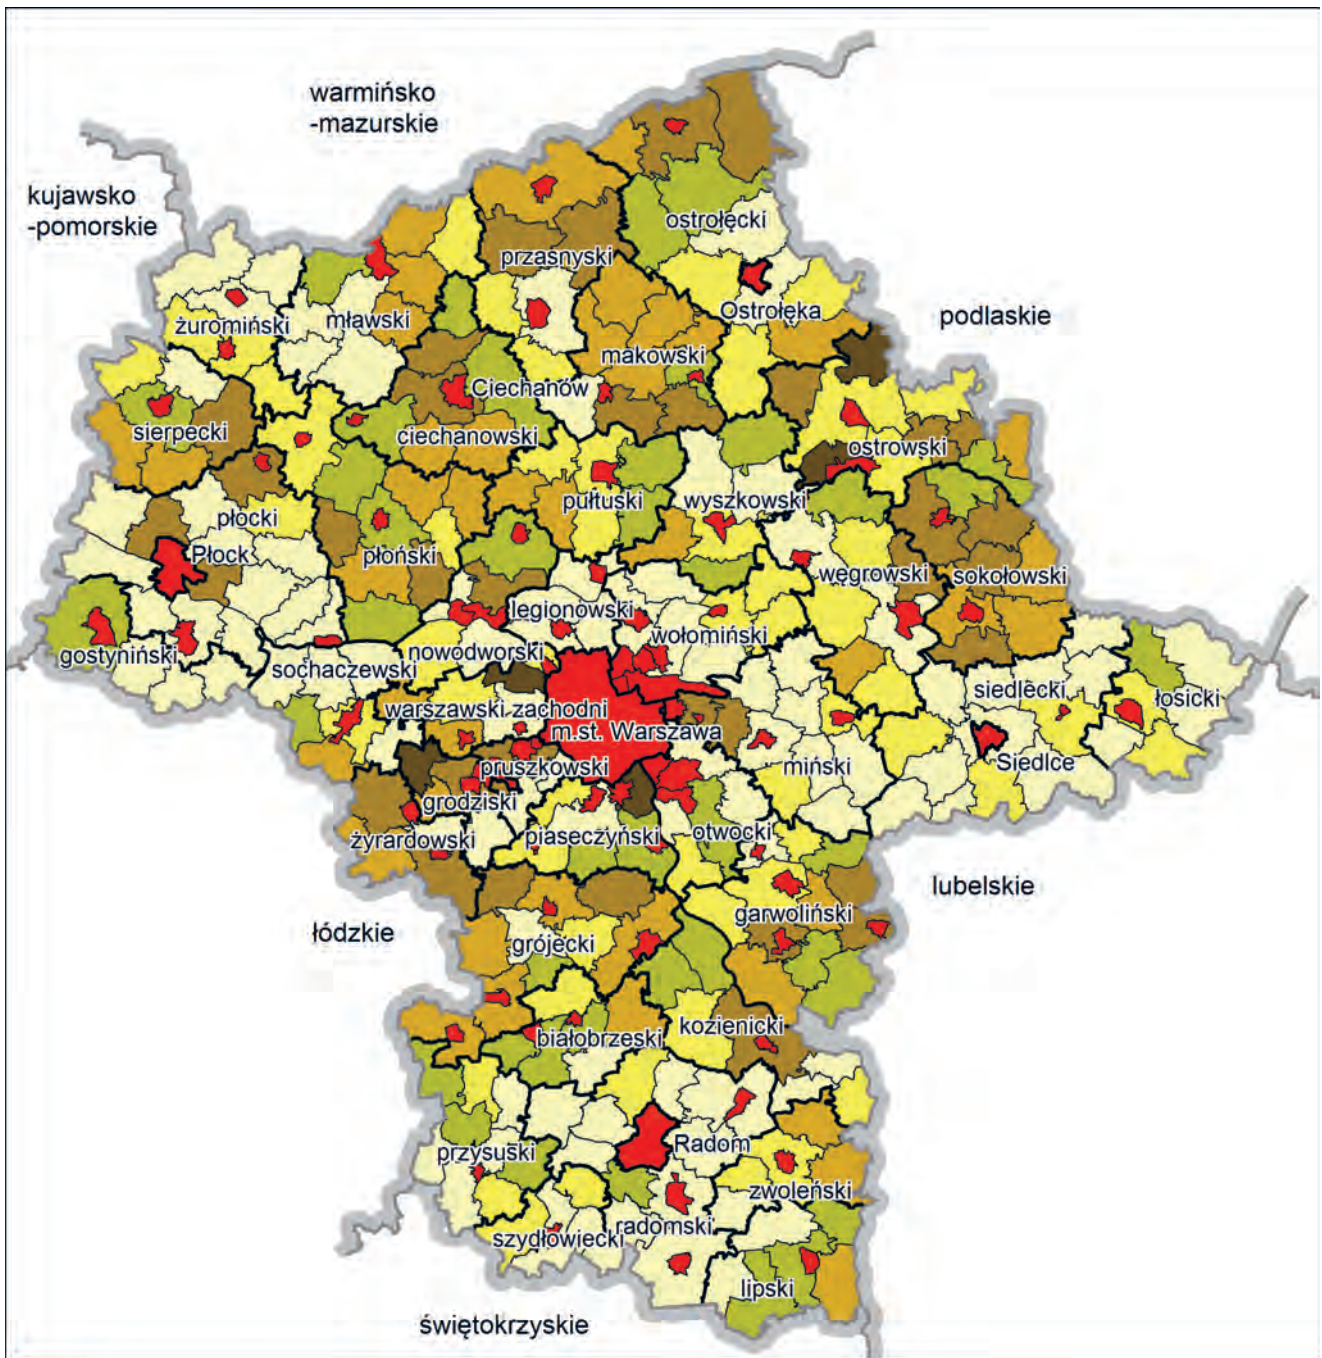 warmińsko
-mazurskie
kujawsko
-pomorskie
ostrołęcki
przasnyski
Ostrołęka
podlaskie
żuromiński
mławski
makowski
Ciechanów
sierpecki
ciechanowski
ostrowski
płocki
pułtuski
wyszkowski
Płock
płoński
węgrowski
sokołowski
legionowski
wołomiński
gostyniński
sochaczewski
nowodworski
siedlecki
łosicki
warszawski zachodni
m.st. Warszawa
pruszkowski
miński
Siedlce
grodziski
żyrardowski
piaseczyński
otwocki
lubelskie
garwoliński
łódzkie
grójecki
białobrzeski
kozienicki
Radom
przysuski
zwoleński
szydłowiecki
radomski
lipski
świętokrzyskie